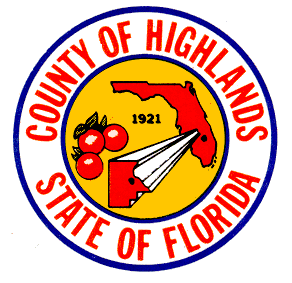 COUNTY OF HIGHLANDS
1921
STATE OF FLORIDA